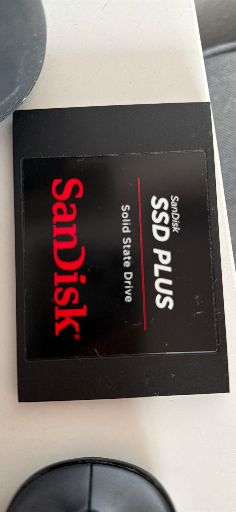 SanDisk
SSD PLUS
Solid State Drive
SanDisk